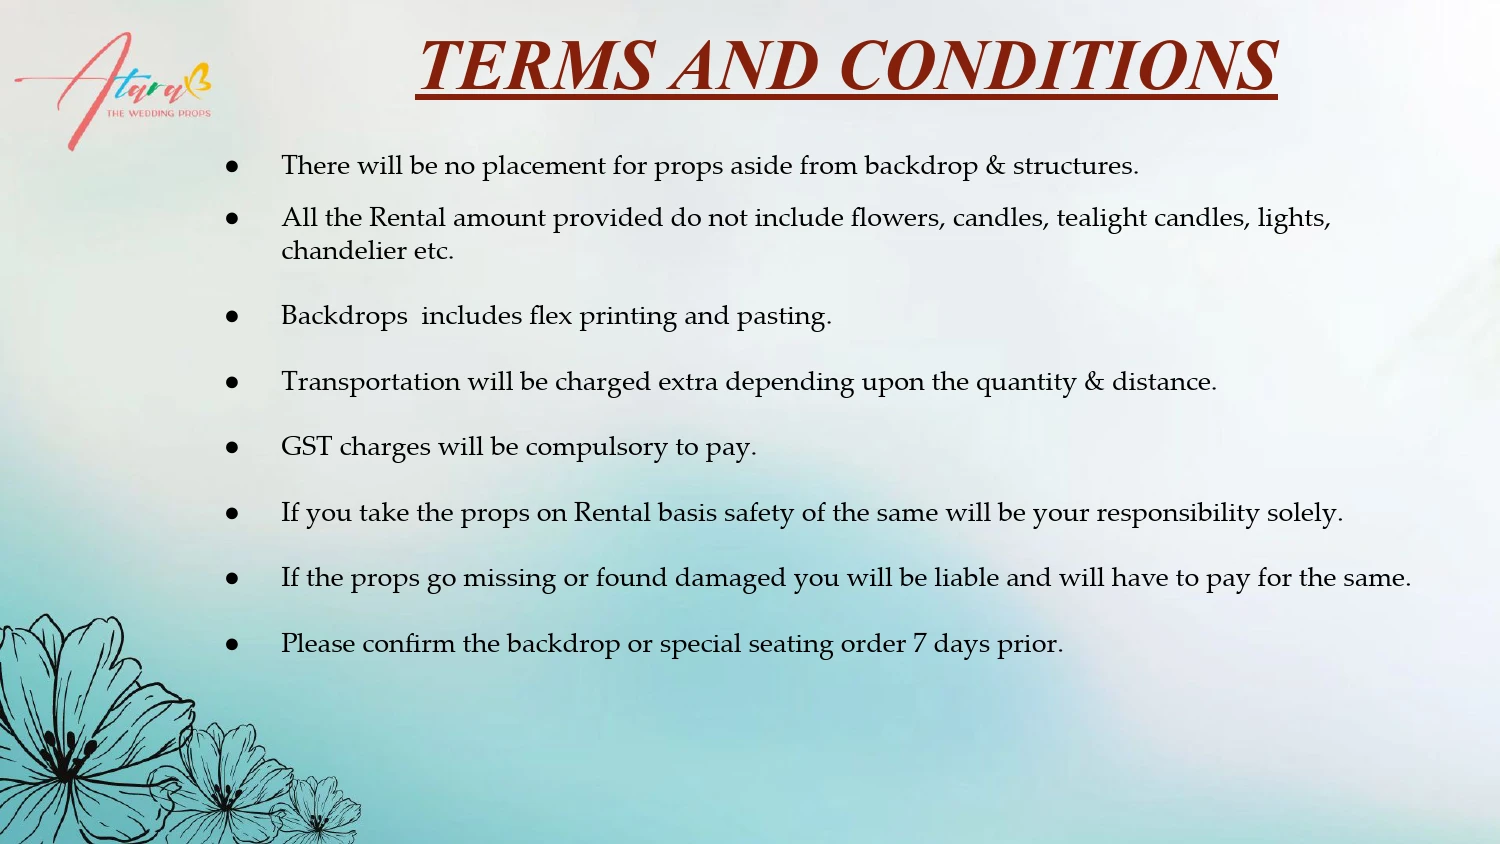 Atara
THE WEDDING PROPS
TERMS AND CONDITIONS
● There will be no placement for props aside from backdrop & structures.
● All the Rental amount provided do not include flowers, candles, tealight candles, lights,
chandelier etc.
● Backdrops  includes flex printing and pasting.
● Transportation will be charged extra depending upon the quantity & distance.
● GST charges will be compulsory to pay.
● If you take the props on Rental basis safety of the same will be your responsibility solely.
● If the props go missing or found damaged you will be liable and will have to pay for the same.
● Please confirm the backdrop or special seating order 7 days prior.